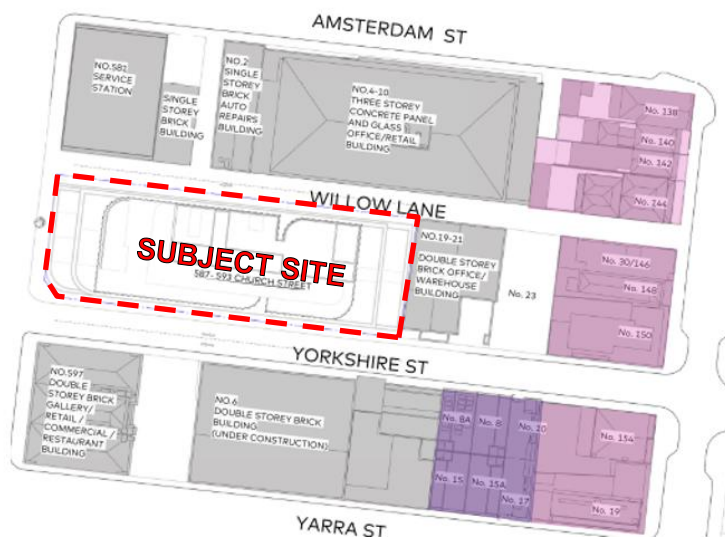 AMSTERDAM ST
NO.581
SERVICE
STATION
SINGLE
STOREY
BRICK
BUILDING
NO.2
SINGLE
STOREY
BRICK
AUTO
REPAIRS
BUILDING
NO.4-10
THREE STOREY
CONCRETE PANEL
AND GLASS
OFFICE/RETAIL
BUILDING
No. 138
No. 140
No. 142
No. 144
WILLOW LANE
SUBJECT SITE
587- 593 CHURCH STREET
NO.19-21
DOUBLE STOREY
BRICK OFFICE/
WAREHOUSE
BUILDING
No. 23
No. 30/146
No. 148
No. 150
YORKSHIRE ST
NO.597
DOUBLE
STOREY BRICK
GALLERY/
RETAIL /
COMMERCIAL /
RESTAURANT
BUILDING
NO.6
DOUBLE STOREY BRICK
BUILDING
(UNDER CONSTRUCTION)
No. 8A
No. 8
No. 10
No. 15
No. 15A
No. 17
No. 154
No. 19
YARRA ST